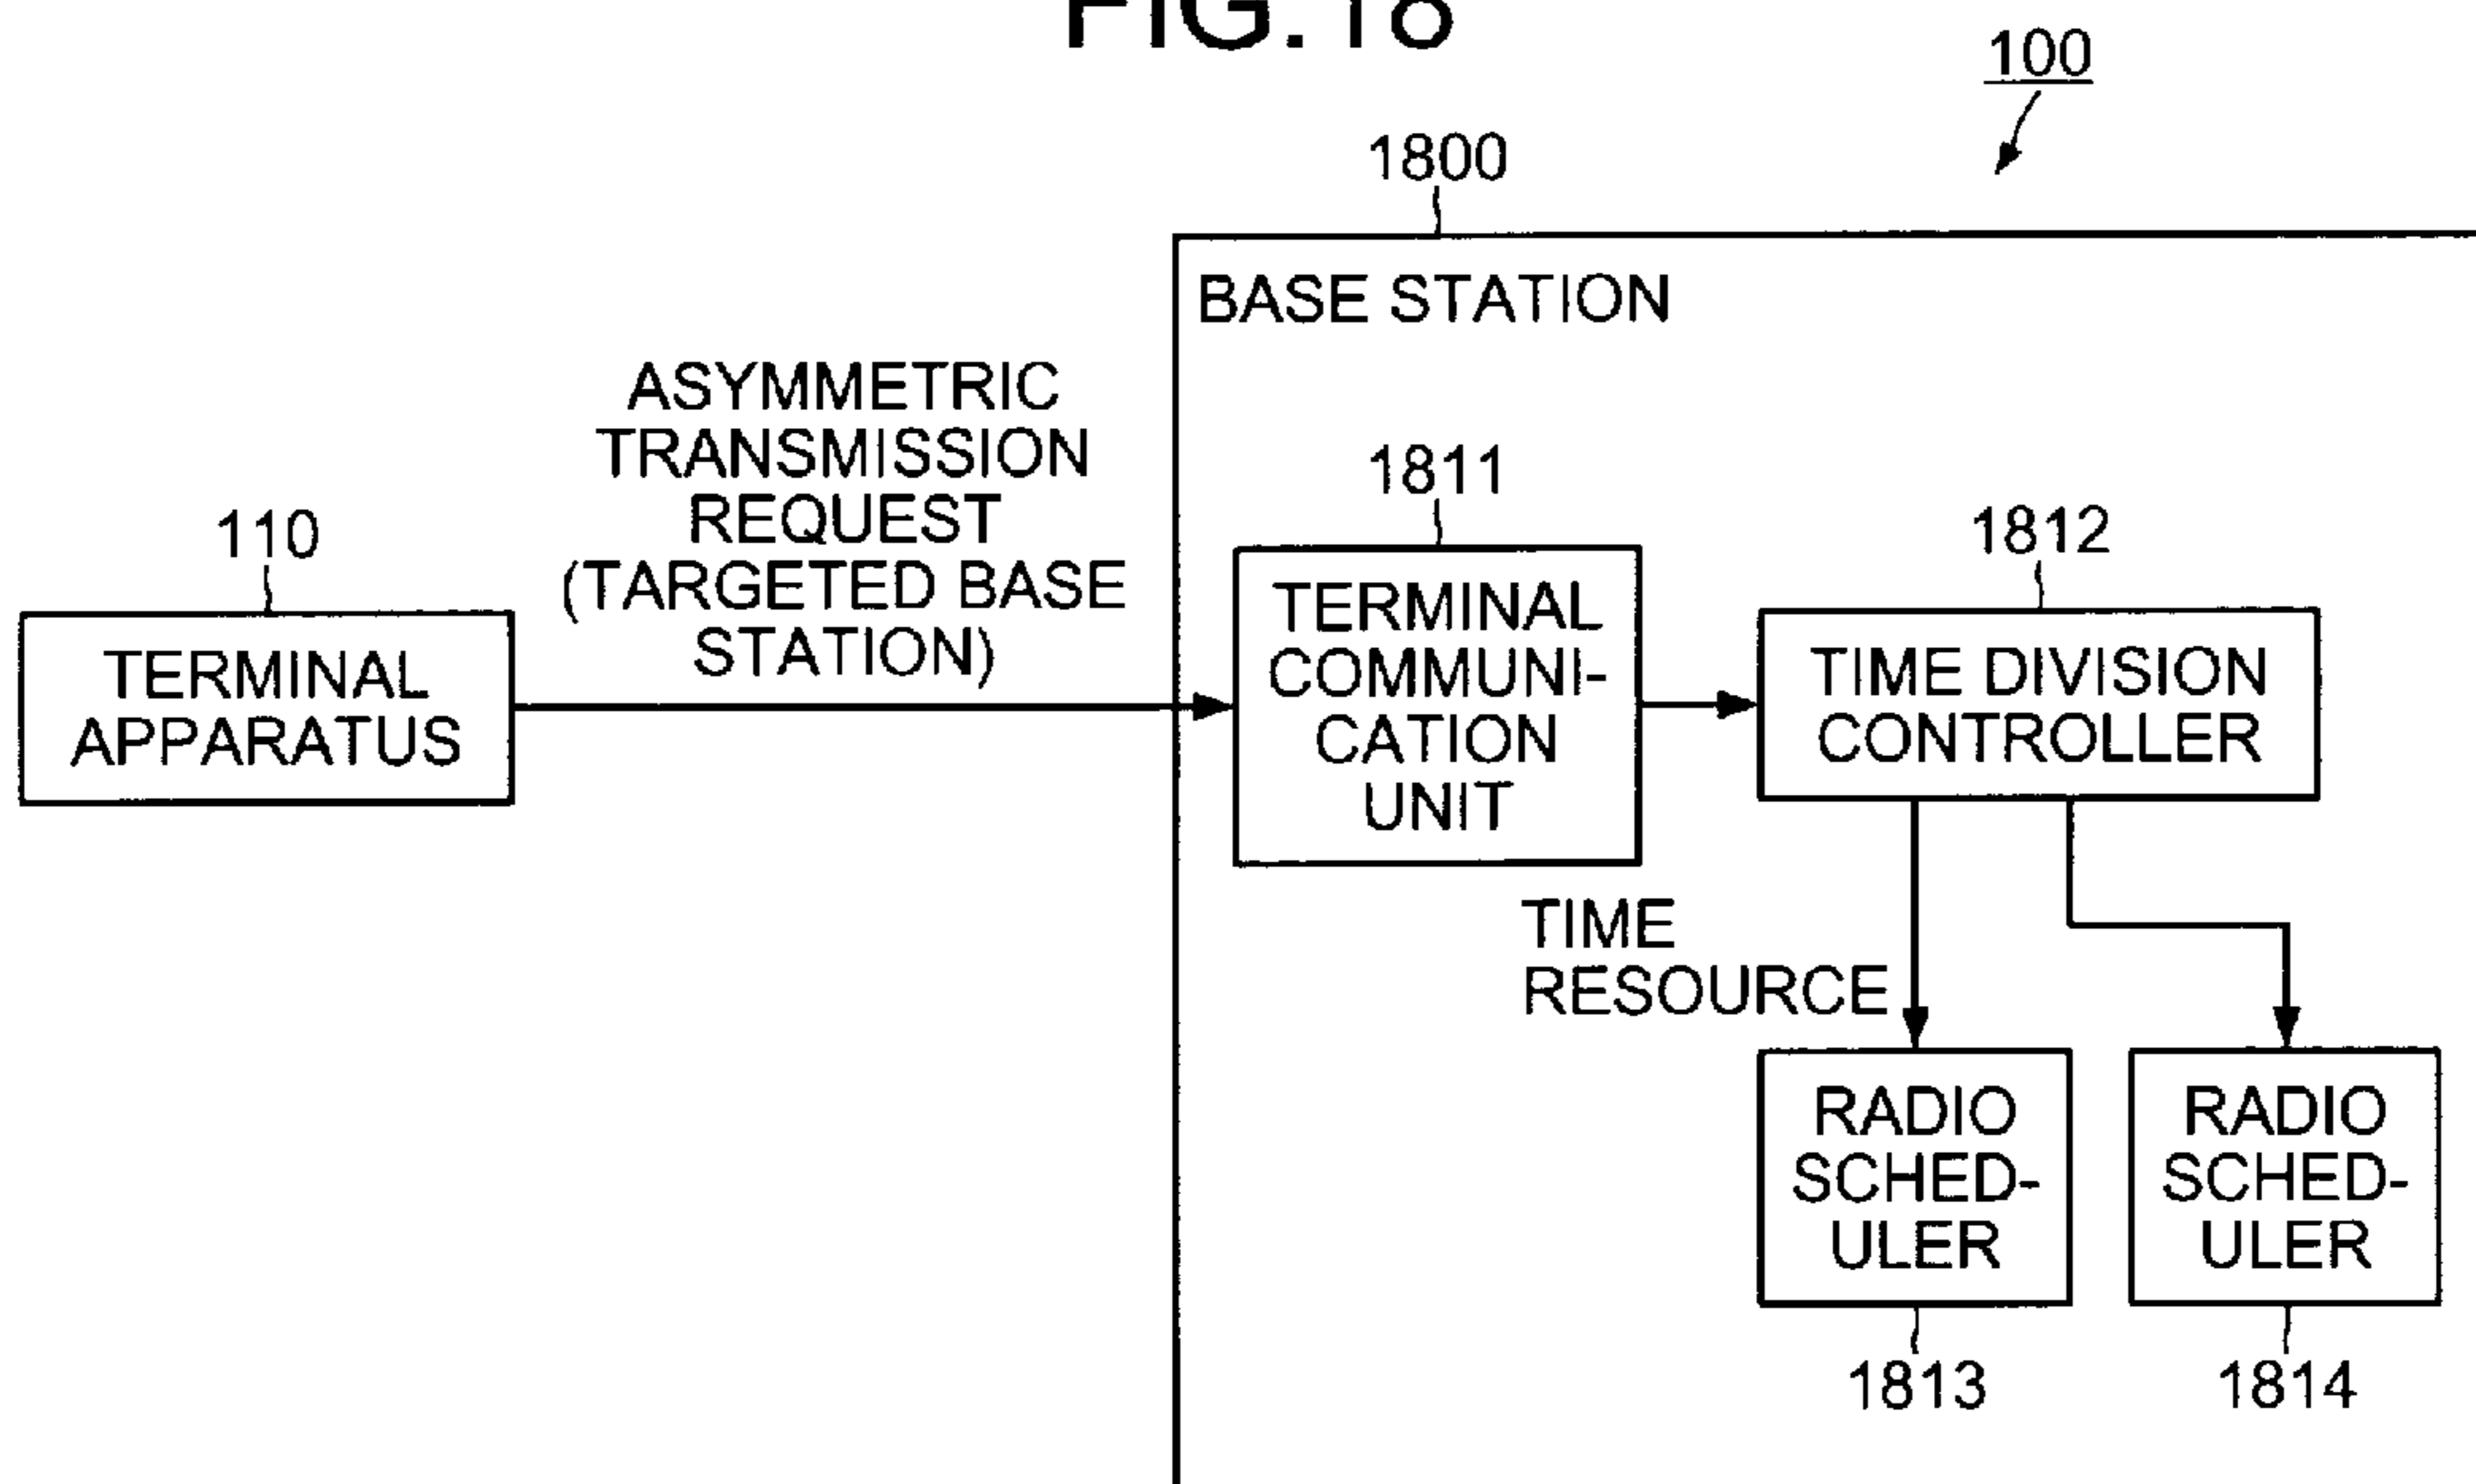 FIG.18
100
1800
BASE STATION
ASYMMETRIC
TRANSMISSION
REQUEST
(TARGETED BASE
STATION)
110
TERMINAL
APPARATUS
1811
TERMINAL
COMMUNI-
CATION
UNIT
1812
TIME DIVISION
CONTROLLER
TIME
RESOURCE
RADIO
SCHED-
ULER
RADIO
SCHED-
ULER
1813
1814